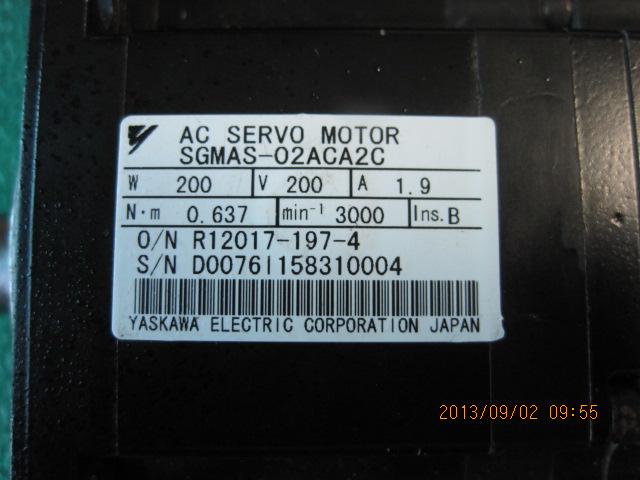 AC SERVO MOTOR
SGMAS-02ACA2C
W 200 V 200 A 1.9
N·m 0.637 min-1 3000 Ins. B
O/N R12017-197-4
S/N D0076I158310004
YASKAWA ELECTRIC CORPORATION JAPAN
2013/09/02 09:55